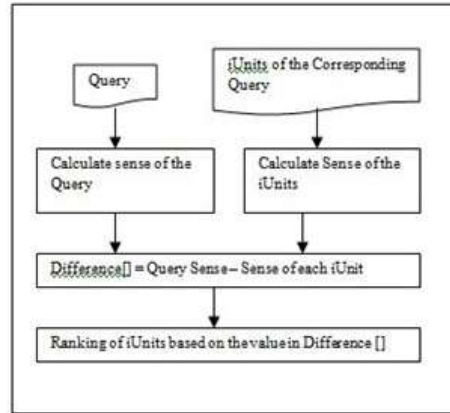 Query
iUnits of the Corresponding
Query
Calculate sense of the
Query
Calculate Sense of the
iUnits
Difference[] = Query Sense – Sense of each iUnit
Ranking of iUnits based on the value in Difference []